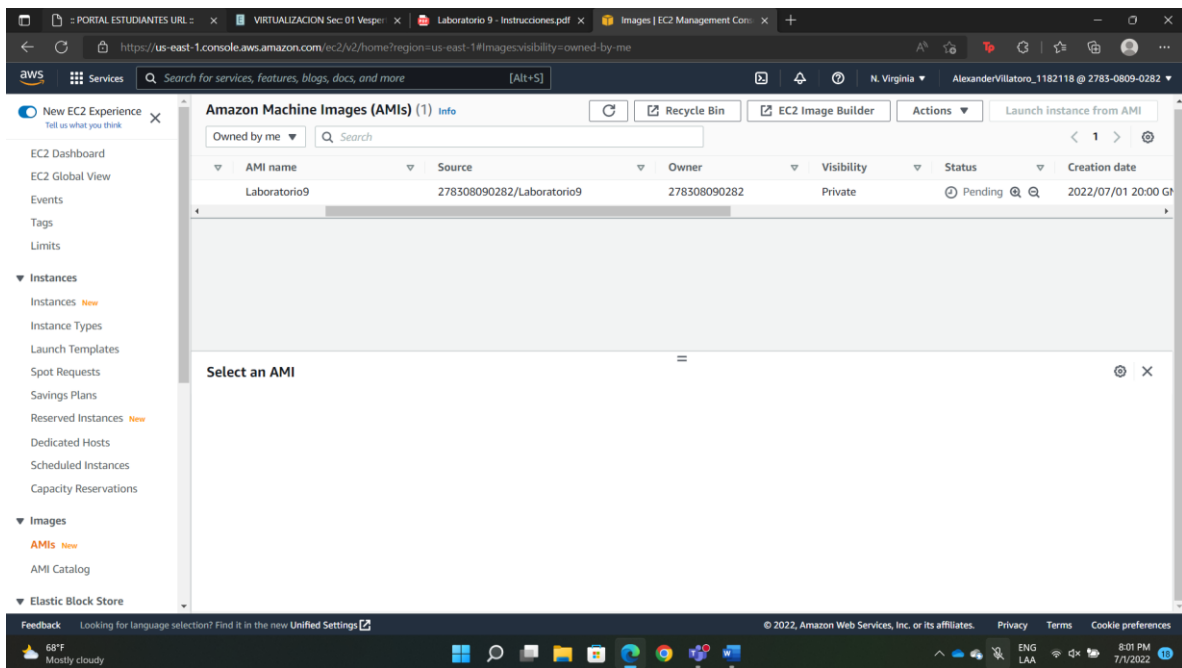 :: PORTAL ESTUDIANTES URL ::
VIRTUALIZACION Sec: 01 Vesper
Laboratorio 9 - Instrucciones.pdf
Images | EC2 Management Cons
https://us-east-1.console.aws.amazon.com/ec2/v2/home?region=us-east-1#Images:visibility=owned-by-me
aws Services Search for services, features, blogs, docs, and more [Alt+S] N. Virginia ▼ AlexanderVillatoro_1182118 @ 2783-0809-0282 ▼
New EC2 Experience
Tell us what you think
EC2 Dashboard
EC2 Global View
Events
Tags
Limits
Instances
Instances New
Instance Types
Launch Templates
Spot Requests
Savings Plans
Reserved Instances New
Dedicated Hosts
Scheduled Instances
Capacity Reservations
Images
AMIs New
AMI Catalog
Elastic Block Store
Amazon Machine Images (AMIs) (1) Info Recycle Bin EC2 Image Builder Actions ▼ Launch instance from AMI
Owned by me ▼ Search 1
AMI name Source Owner Visibility Status Creation date
Laboratorio9 278308090282/Laboratorio9 278308090282 Private Pending 2022/07/01 20:00
Select an AMI
Feedback Looking for language selection? Find it in the new Unified Settings © 2022, Amazon Web Services, Inc. or its affiliates. Privacy Terms Cookie preferences
68°F
Mostly cloudy
ENG
LAA
8:01 PM
7/1/2022
18